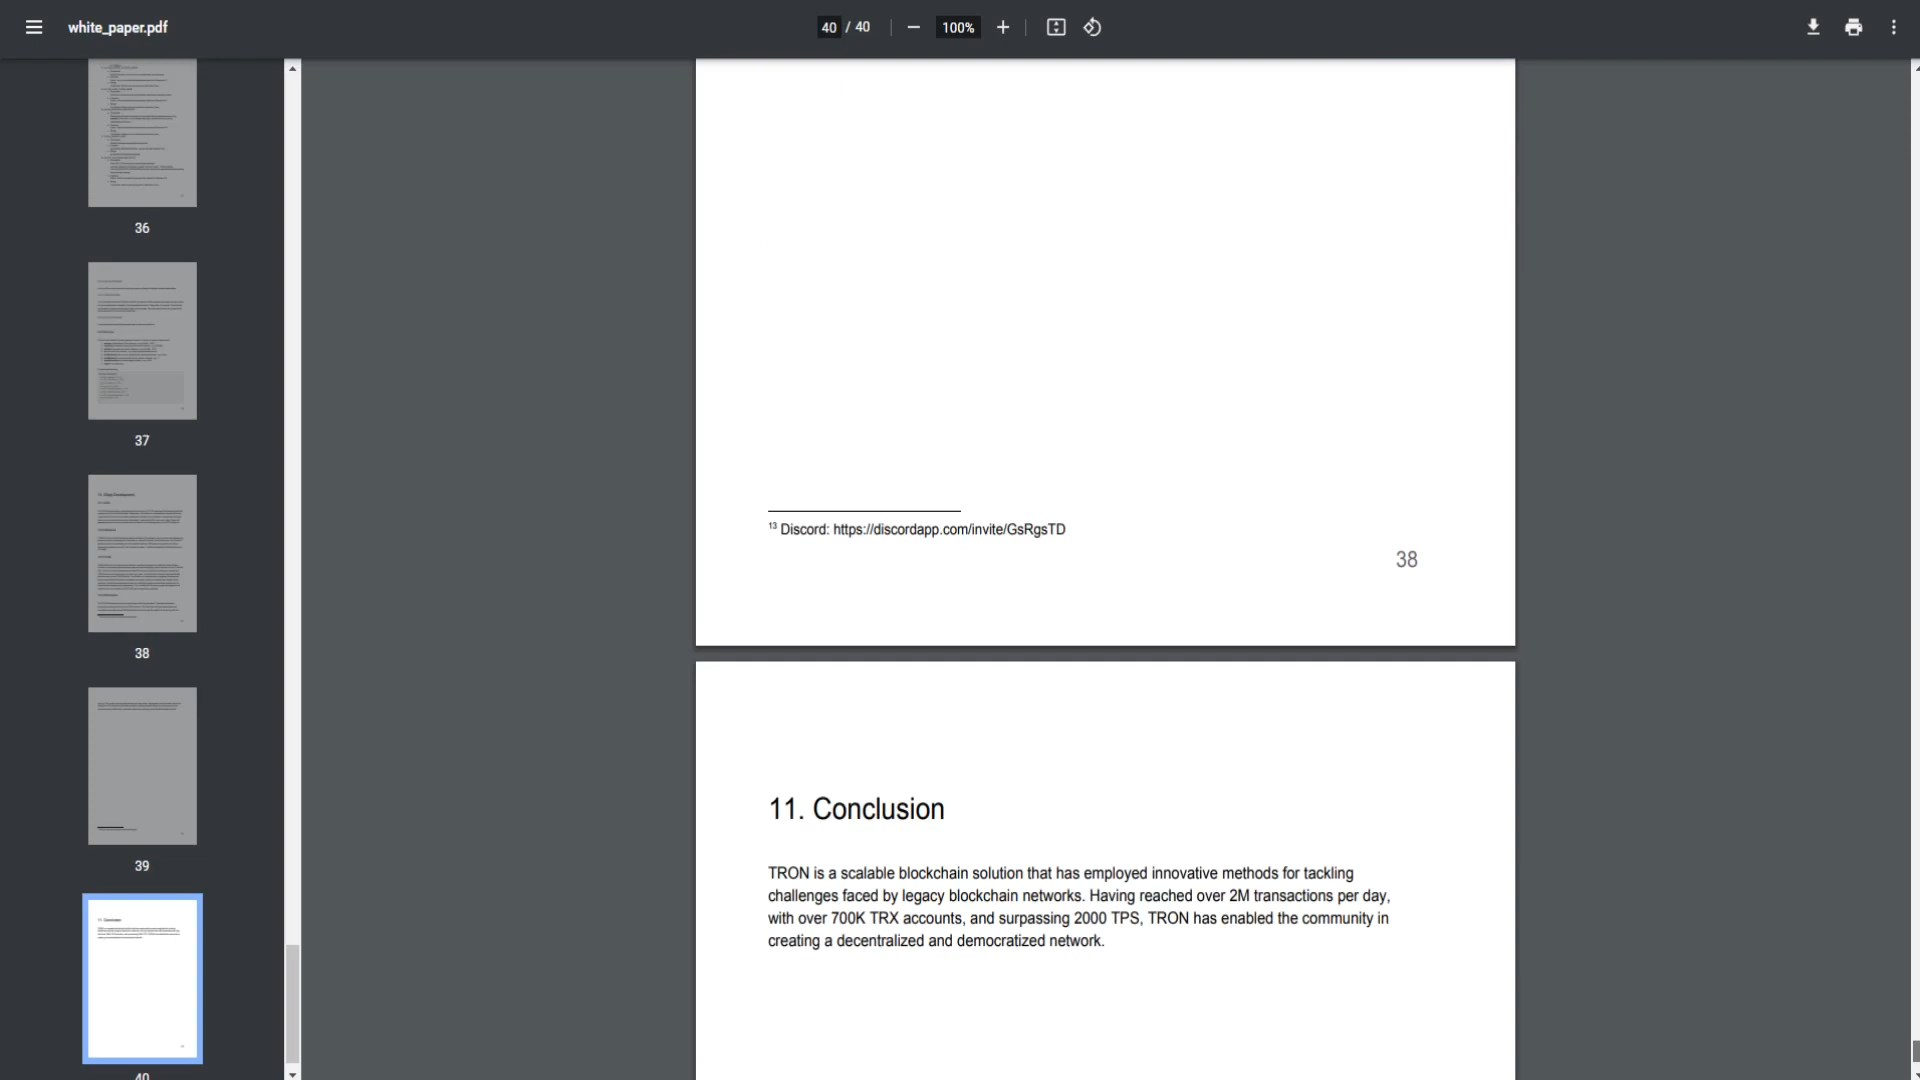 white_paper.pdf
40 / 40
100%
36
37
38
39
40
13 Discord: https://discordapp.com/invite/GsRgsTD
38
11. Conclusion
TRON is a scalable blockchain solution that has employed innovative methods for tackling
challenges faced by legacy blockchain networks. Having reached over 2M transactions per day,
with over 700K TRX accounts, and surpassing 2000 TPS, TRON has enabled the community in
creating a decentralized and democratized network.